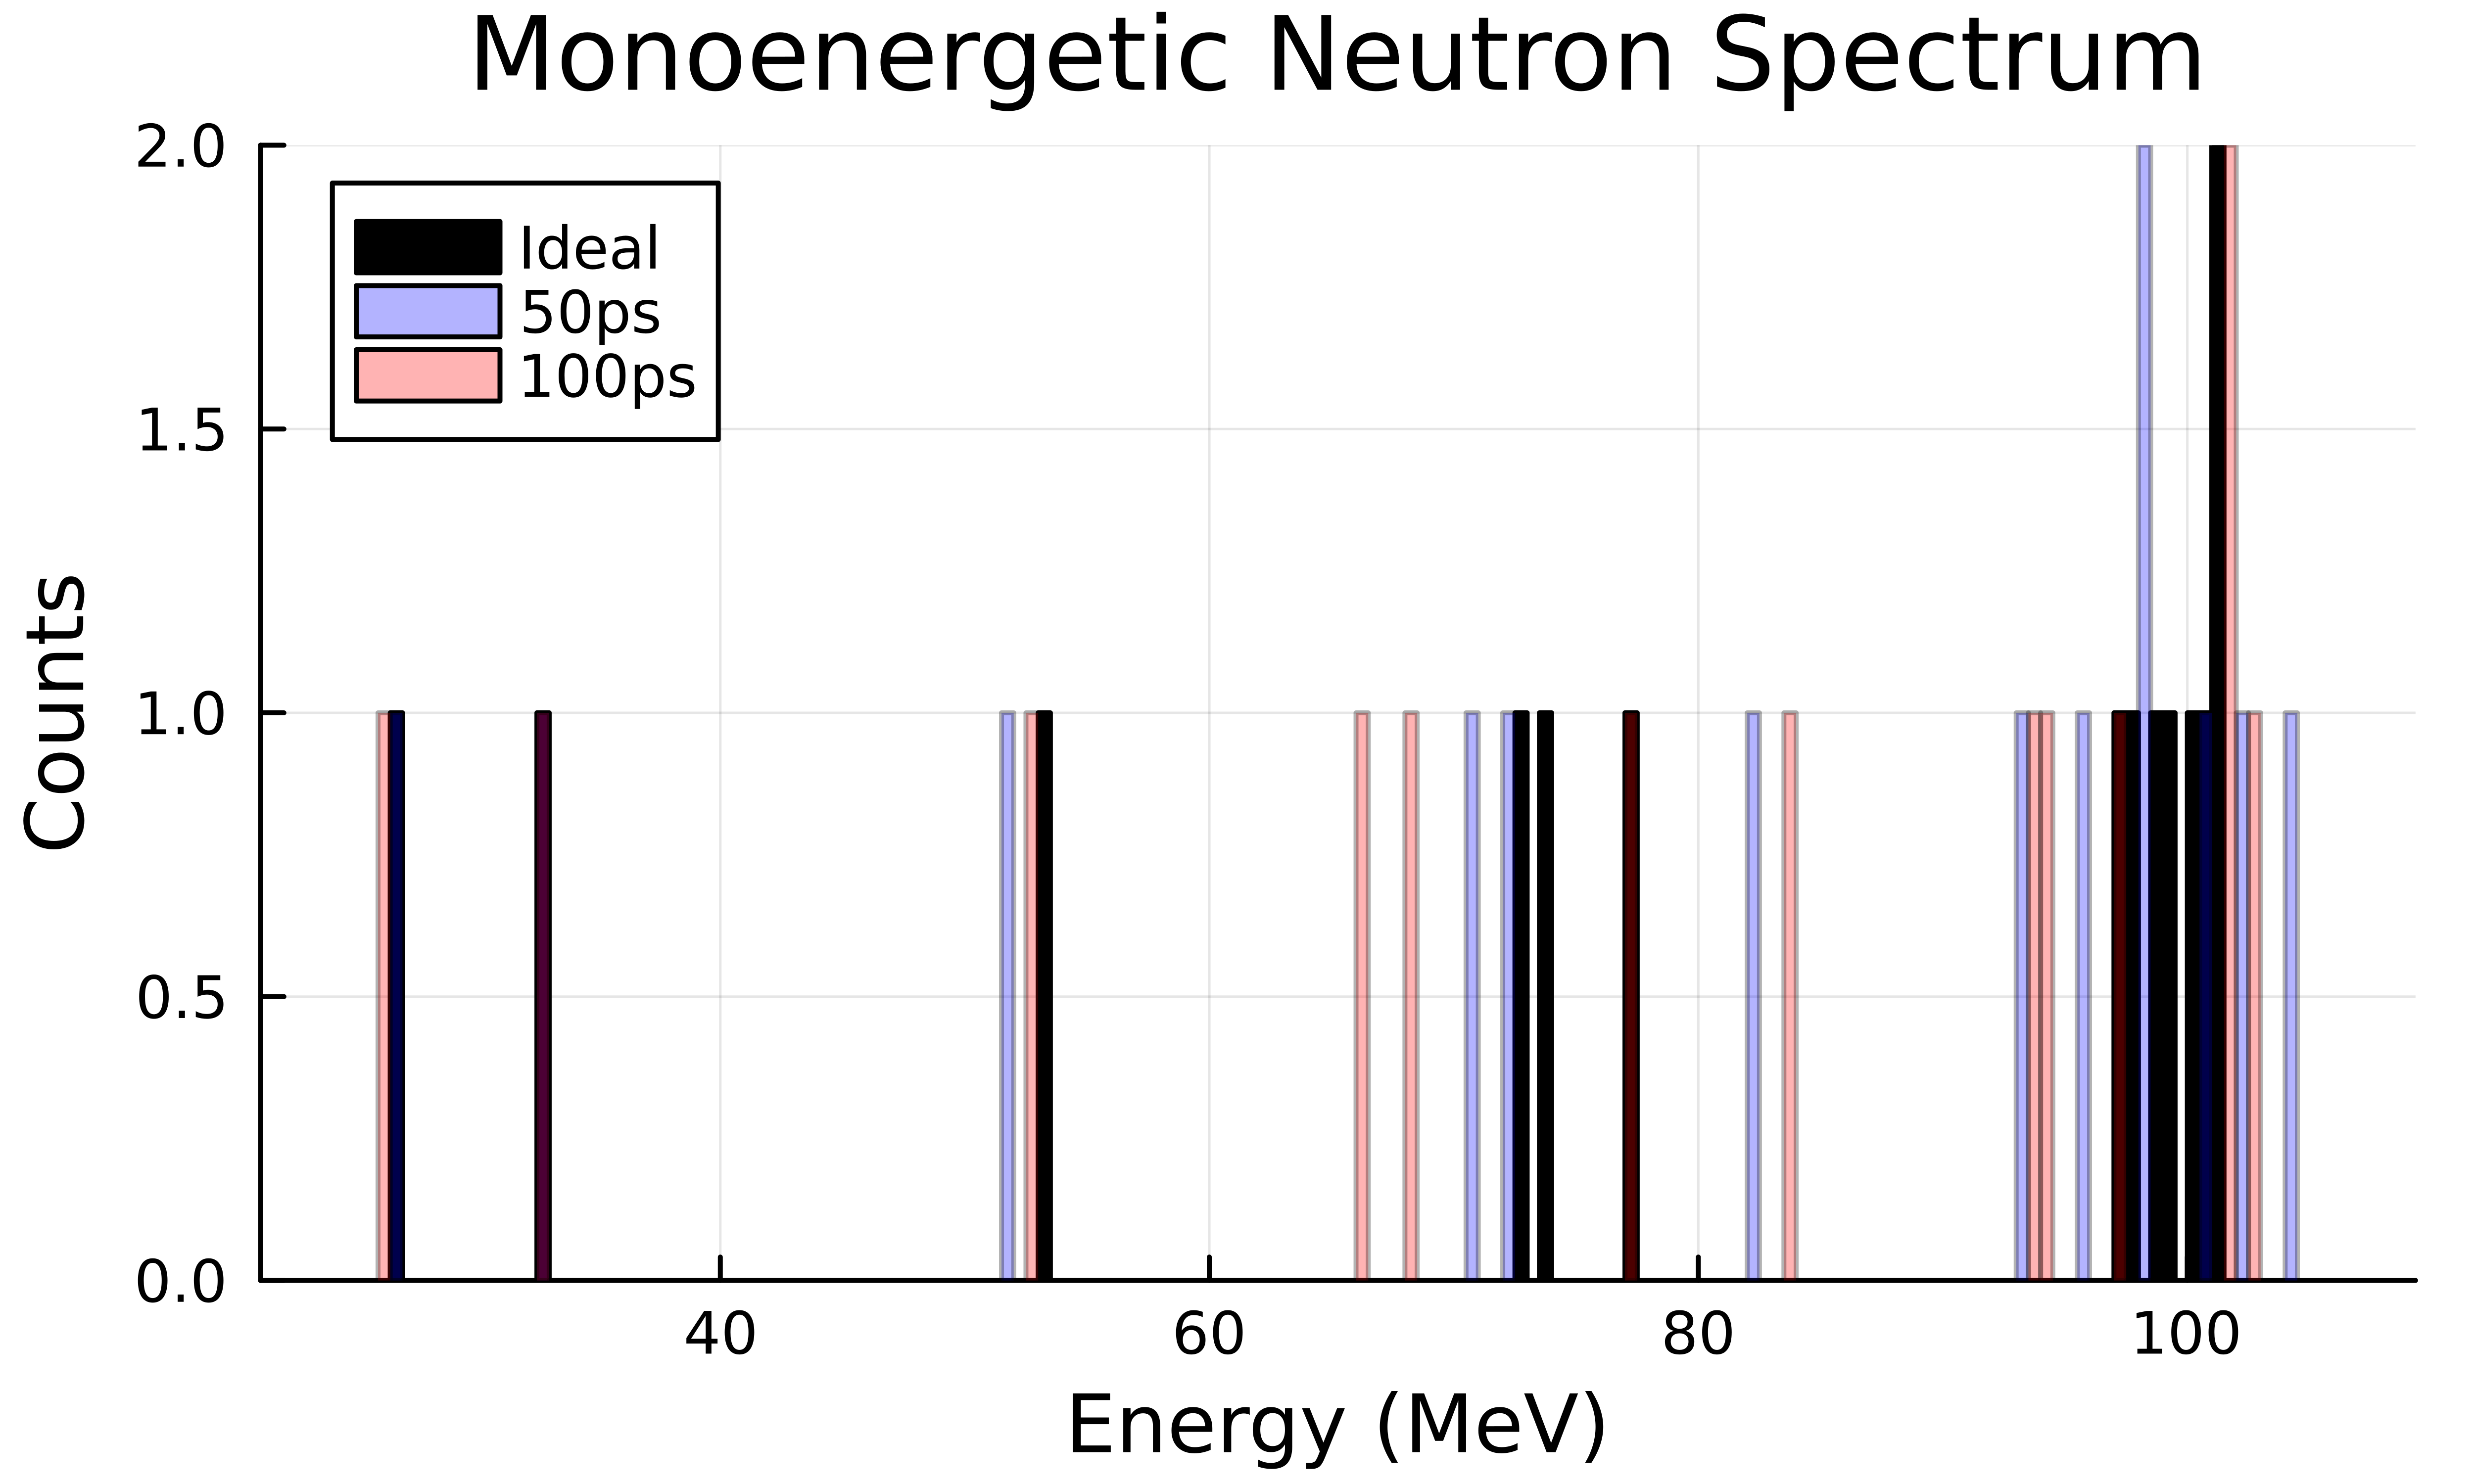 Monoenergetic Neutron Spectrum
2.0
1.5
1.0
0.5
0.0
Counts
Ideal
50ps
100ps
40 60 80 100
Energy (MeV)